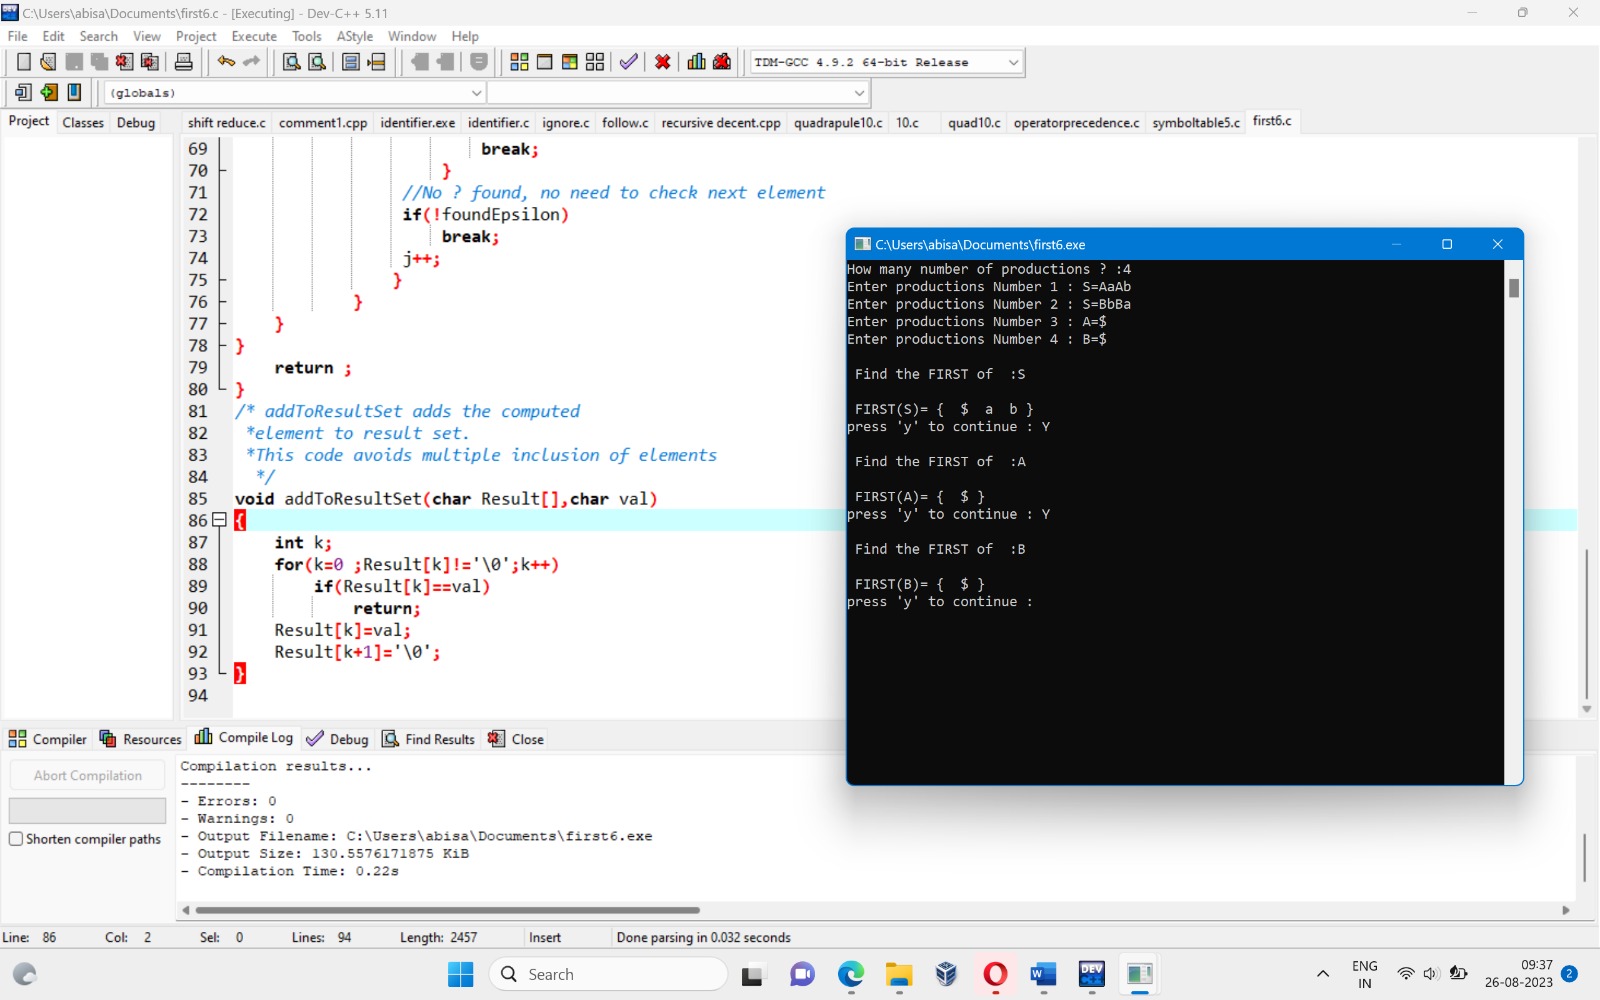 C:\Users\abisa\Documents\first6.c - [Executing] - Dev-C++ 5.11
File Edit Search View Project Execute Tools AStyle Window Help
TDM-GCC 4.9.2 64-bit Release
(globals)
Project Classes Debug
shift reduce.c comment1.cpp identifier.exe identifier.c ignore.c follow.c recursive decent.cpp quadrapule10.c 10.c quad10.c operatorprecedence.c symboltable5.c first6.c
69 break;
70 }
71 //No ? found, no need to check next element
72 if(!foundEpsilon)
73 break;
74 j++;
75 }
76 }
77 }
78 }
79 return ;
80 }
81 /* addToResultSet adds the computed
82 *element to result set.
83 *This code avoids multiple inclusion of elements
84 */
85 void addToResultSet(char Result[],char val)
86 {
87 int k;
88 for(k=0 ;Result[k]!='\0';k++)
89 if(Result[k]==val)
90 return;
91 Result[k]=val;
92 Result[k+1]='\0';
93 }
94
C:\Users\abisa\Documents\first6.exe
How many number of productions ? :4
Enter productions Number 1 : S=AaAb
Enter productions Number 2 : S=BbBa
Enter productions Number 3 : A=$
Enter productions Number 4 : B=$
Find the FIRST of :S
FIRST(S)= { $ a b }
press 'y' to continue : Y
Find the FIRST of :A
FIRST(A)= { $ }
press 'y' to continue : Y
Find the FIRST of :B
FIRST(B)= { $ }
press 'y' to continue :
Compiler Resources Compile Log Debug Find Results Close
Abort Compilation
Shorten compiler paths
Compilation results...
--------
- Errors: 0
- Warnings: 0
- Output Filename: C:\Users\abisa\Documents\first6.exe
- Output Size: 130.5576171875 KiB
- Compilation Time: 0.22s
Line: 86 Col: 2 Sel: 0 Lines: 94 Length: 2457 Insert Done parsing in 0.032 seconds
Search
DEV
W
ENG
IN
09:37
26-08-2023
2